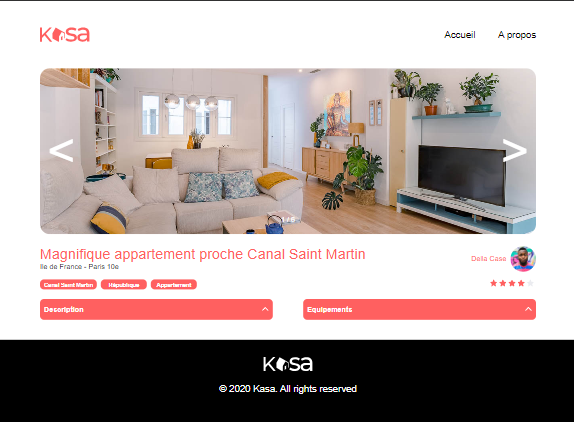 Kasa
Accueil A propos
< >
1/5
Magnifique appartement proche Canal Saint Martin
Ile de France - Paris 10e
Della Case
Canal Saint Martin République Appartement
Description Equipements
Kasa
© 2020 Kasa. All rights reserved